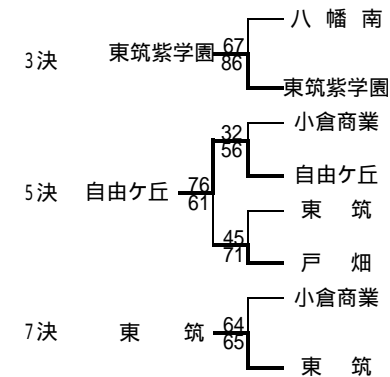 八 幡 南
3決 東筑紫学園 67
86
東筑紫学園
小倉商業
32
56
自由ケ丘
5決 自由ケ丘 76
61
東 筑
45
71
戸 畑
小倉商業
7決 東 筑 64
65
東 筑